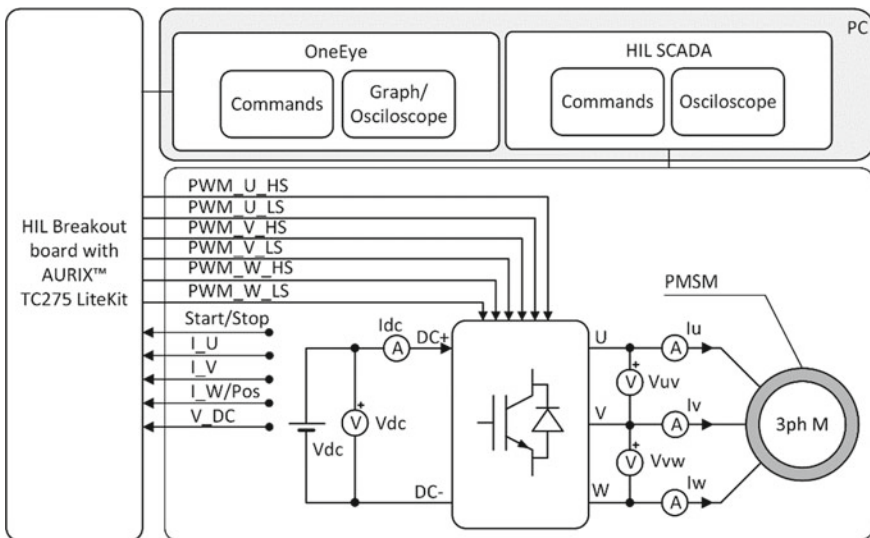 PC
OneEye
Commands
Graph/
Osciloscope
HIL SCADA
Commands
Osciloscope
HIL Breakout
board with
AURIX™
TC275 LiteKit
PWM_U_HS
PWM_U_LS
PWM_V_HS
PWM_V_LS
PWM_W_HS
PWM_W_LS
Start/Stop
I_U
I_V
I_W/Pos
V_DC
Idc
A
DC+
Vdc
V
+
Vdc
DC-
U
V
W
A
Iu
+
V
Vuv
A
Iv
+
V
Vvw
A
Iw
PMSM
3ph M